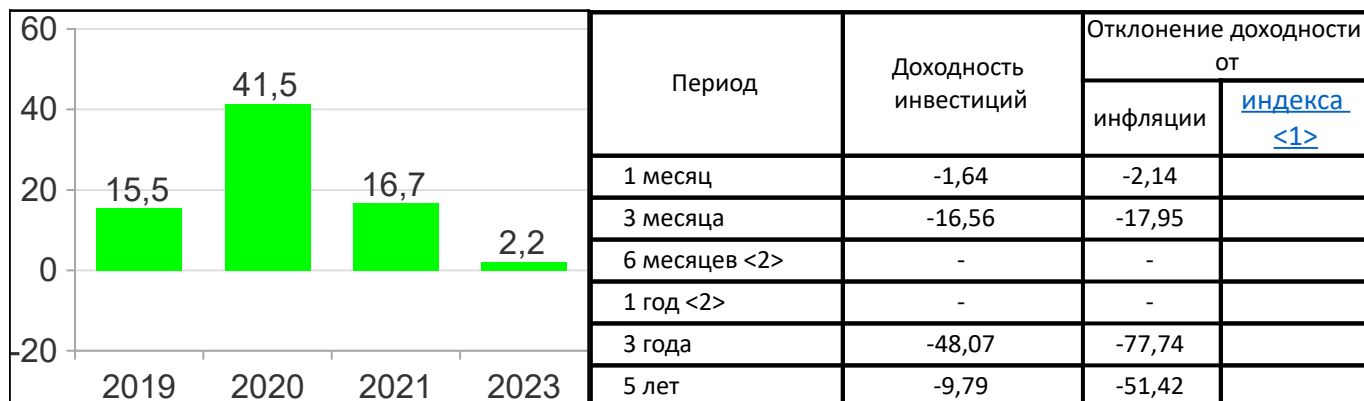 60
40
20
0
-20
15,5
41,5
16,7
2,2
2019 2020 2021 2023
Период
Доходность
инвестиций
Отклонение доходности
от
инфляции
индекса
<1>
1 месяц -1,64 -2,14
3 месяца -16,56 -17,95
6 месяцев <2> - -
1 год <2> - -
3 года -48,07 -77,74
5 лет -9,79 -51,42